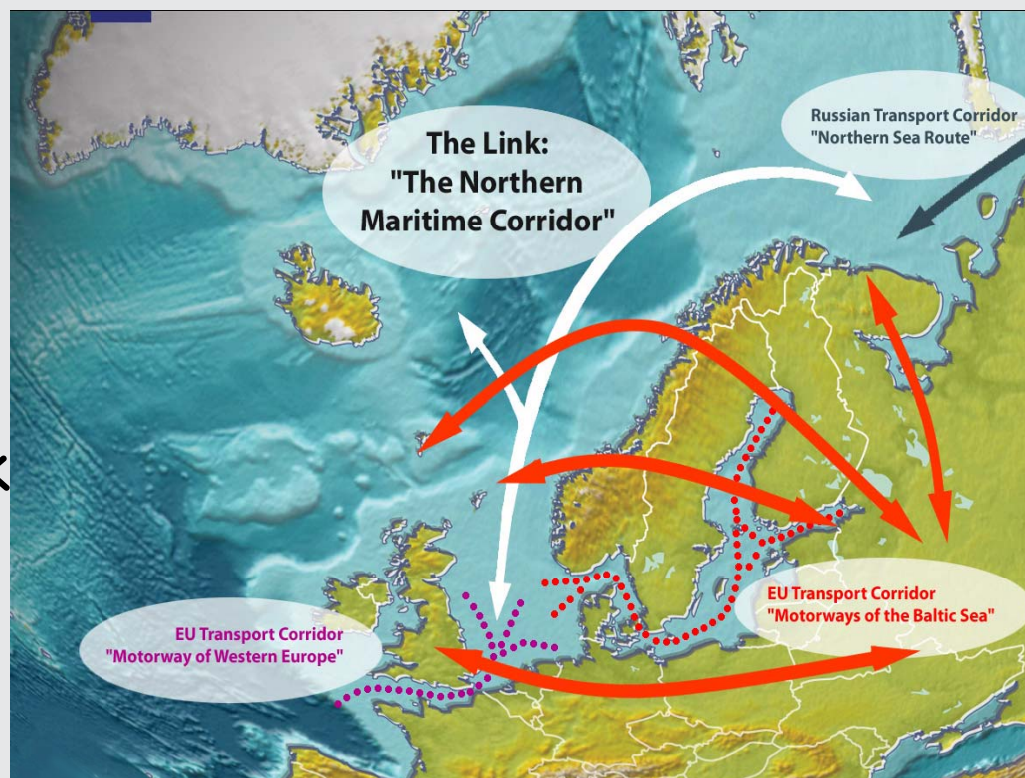 The Link:
"The Northern
Maritime Corridor"
Russian Transport Corridor
"Northern Sea Route"
EU Transport Corridor
"Motorways of the Baltic Sea"
EU Transport Corridor
"Motorway of Western Europe"